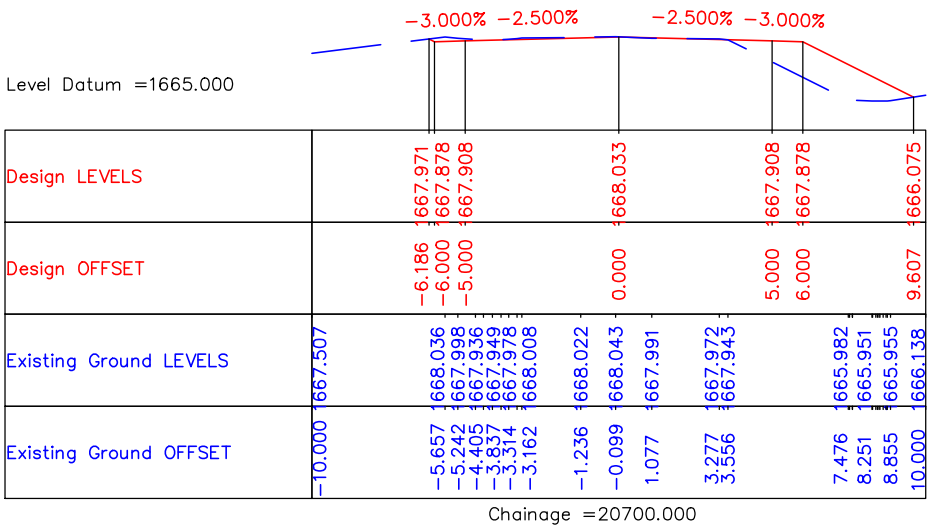 -3.000% -2.500% -2.500% -3.000%
Level Datum =1665.000
Design LEVELS 1667.971 1667.878 1667.908 1668.033 1667.908 1667.878 1666.075
Design OFFSET -6.186 -6.000 -5.000 0.000 5.000 6.000 9.607
Existing Ground LEVELS 1667.507 1668.036 1667.998 1667.936 1667.949 1667.978 1668.008 1668.022 1668.043 1667.991 1667.972 1667.943 1665.982 1665.951 1665.955 1666.138
Existing Ground OFFSET -10.000 -5.657 -5.242 -4.405 -3.837 -3.314 -3.162 -1.236 -0.099 1.077 3.277 3.556 7.476 8.251 8.855 10.000
Chainage =20700.000